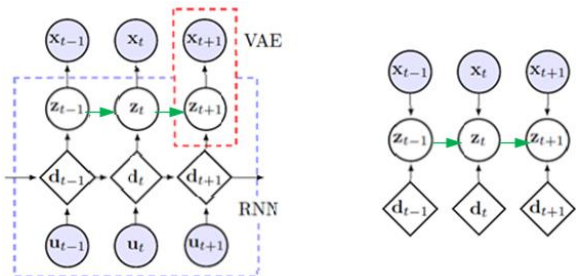 x_{t-1} x_t x_{t+1} VAE
z_{t-1} z_t z_{t+1}
d_{t-1} d_t d_{t+1}
RNN
u_{t-1} u_t u_{t+1}
x_{t-1} x_t x_{t+1}
z_{t-1} z_t z_{t+1}
d_{t-1} d_t d_{t+1}